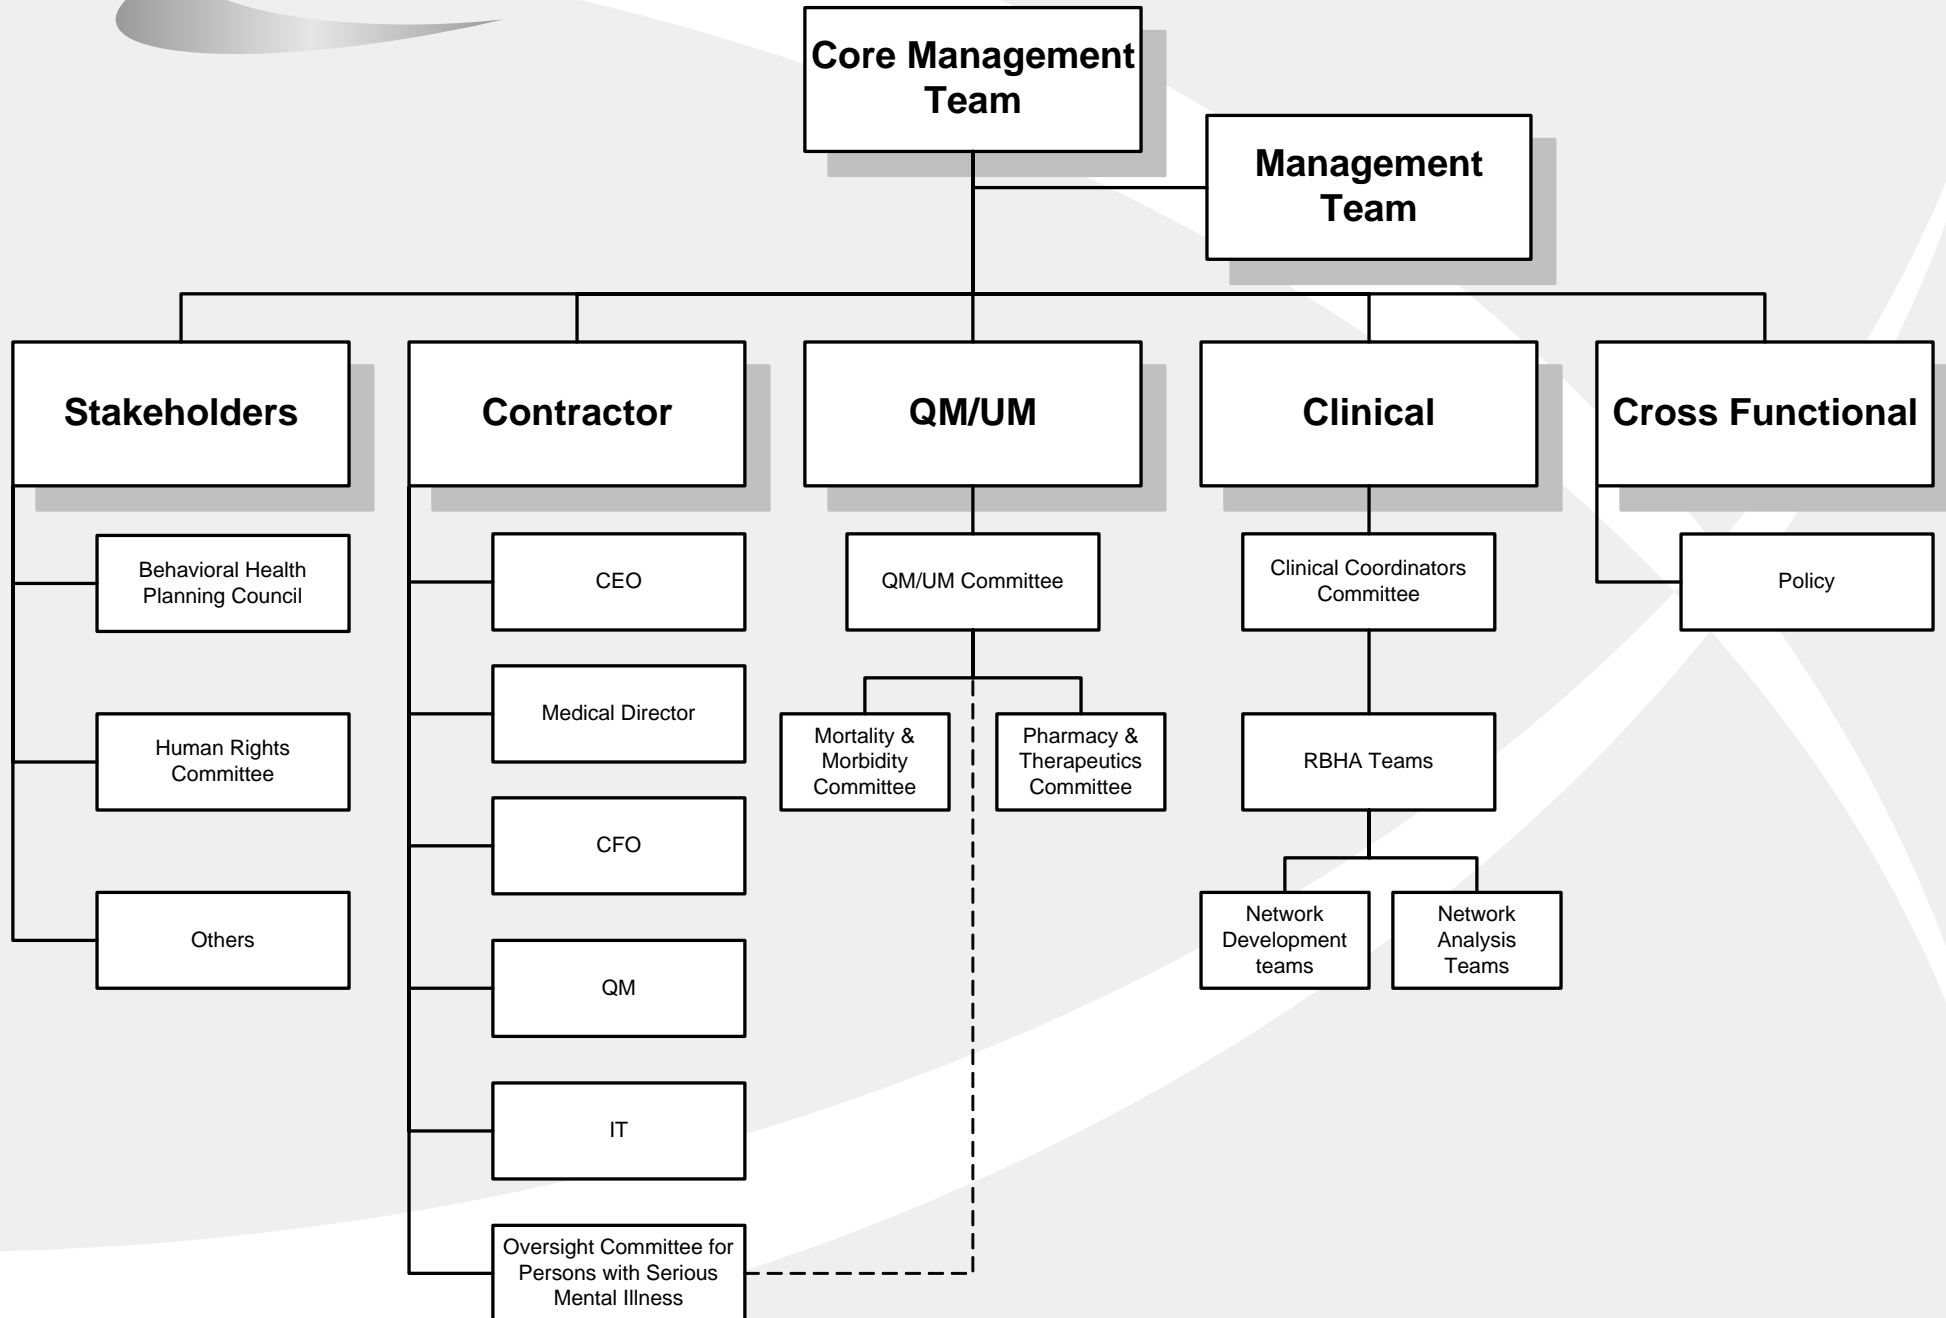 Core Management
Team
Management
Team
Stakeholders
Contractor
QM/UM
Clinical
Cross Functional
Behavioral Health
Planning Council
Human Rights
Committee
Others
CEO
Medical Director
CFO
QM
IT
Oversight Committee for
Persons with Serious
Mental Illness
QM/UM Committee
Mortality &
Morbidity
Committee
Pharmacy &
Therapeutics
Committee
Clinical Coordinators
Committee
RBHA Teams
Network
Development
teams
Network
Analysis
Teams
Policy